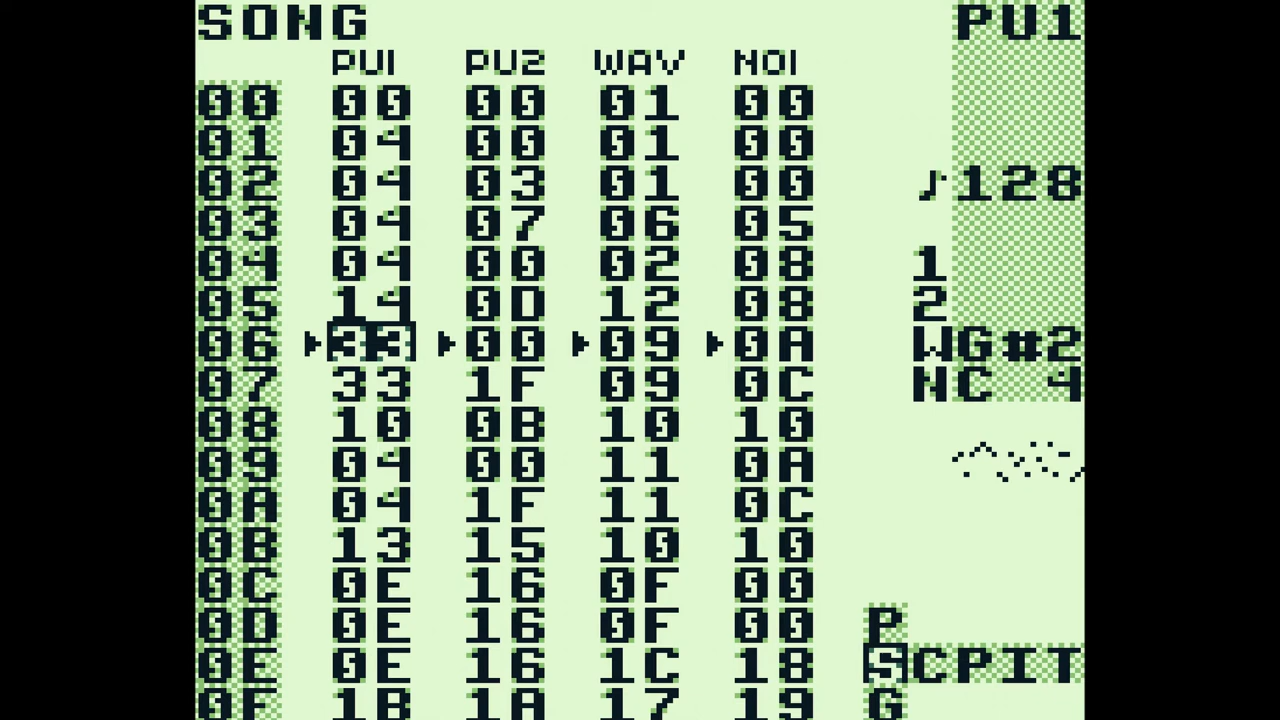 SONG PU1
PU1 PU2 WAV NOI
00 00 00 01 00
01 04 00 01 00
02 04 03 01 00 ♪128
03 04 07 06 05
04 04 00 02 08 1
05 14 0D 12 08 2
06 33 00 09 0A WG#2
07 33 1F 09 0C NC 4
08 10 0B 10 10
09 04 00 11 0A
0A 04 1F 11 0C
0B 13 15 10 10
0C 0E 16 0F 00
0D 0E 16 0F 00 P
0E 0E 16 1C 18 SCPIT
0F 1B 1A 17 19 G